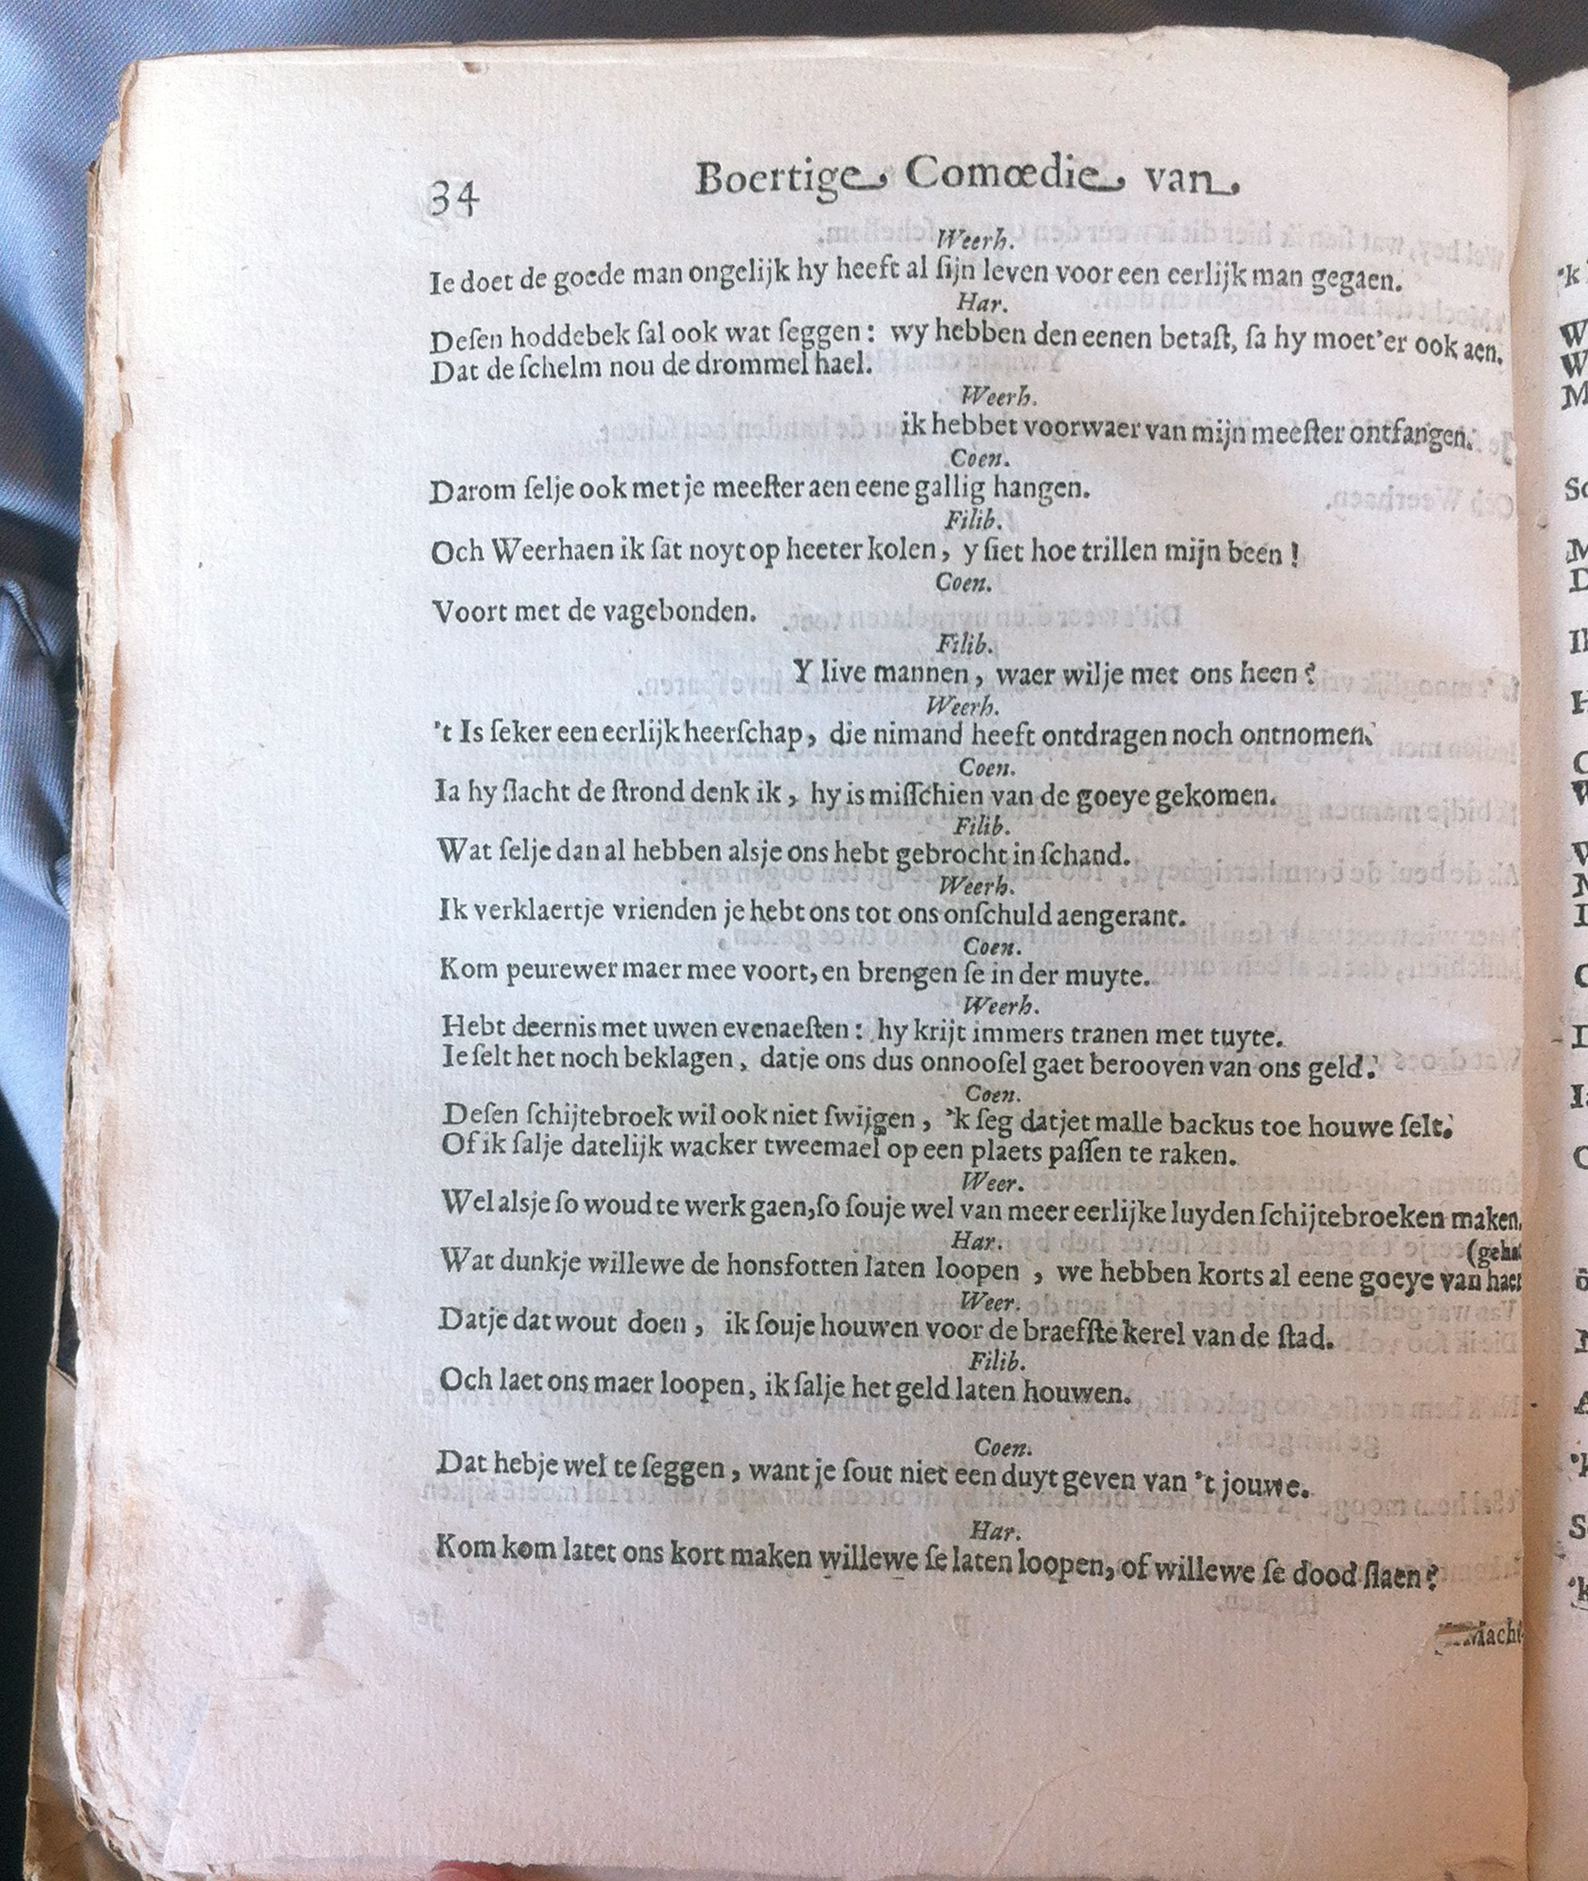 34 Boertige Comœdie van
Weerh.
Ie doet de goede man ongelijk hy heeft al ſijn leven voor een eerlijk man gegaen.
Har.
Deſen hoddebek ſal ook wat ſeggen: wy hebben den eenen betaſt, ſa hy moet'er ook aen.
Dat de ſchelm nou de drommel hael.
Weerh.
ik hebbet voorwaer van mijn meeſter ontfangen.
Coen.
Darom ſelje ook met je meeſter aen eene gallig hangen.
Filib.
Och Weerhaen ik ſat noyt op heeter kolen, y ſiet hoe trillen mijn been!
Coen.
Voort met de vagebonden.
Filib.
Y live mannen, waer wilje met ons heen?
Weerh.
't Is ſeker een eerlijk heerſchap, die nimand heeft ontdragen noch ontnomen.
Coen.
Ia hy ſlacht de ſtrond denk ik, hy is miſſchien van de goeye gekomen.
Filib.
Wat ſelje dan al hebben alsje ons hebt gebrocht in ſchand.
Weerh.
Ik verklaertje vrienden je hebt ons tot ons onſchuld aengerant.
Coen.
Kom peurewer maer mee voort, en brengen ſe in der muyte.
Weerh.
Hebt deernis met uwen evenaeſten: hy krijt immers tranen met tuyte.
Ie ſelt het noch beklagen, datje ons dus onnooſel gaet berooven van ons geld.
Coen.
Deſen ſchijtebroek wil ook niet ſwijgen, 'k ſeg datjet malle backus toe houwe ſelt.
Of ik ſalje datelijk wacker tweemael op een plaets paſſen te raken.
Weer.
Wel alsje ſo woud te werk gaen, ſo ſouje wel van meer eerlijke luyden ſchijtebroeken maken.
Har.
(gehat
Wat dunkje willewe de honsfotten laten loopen, we hebben korts al eene goeye van haer
Weer.
Datje dat wout doen, ik ſouje houwen voor de braefſte kerel van de ſtad.
Filib.
Och laet ons maer loopen, ik ſalje het geld laten houwen.
Coen.
Dat hebje wel te ſeggen, want je ſout niet een duyt geven van 't jouwe.
Har.
Kom kom latet ons kort maken willewe ſe laten loopen, of willewe ſe dood ſlaen?
Macht